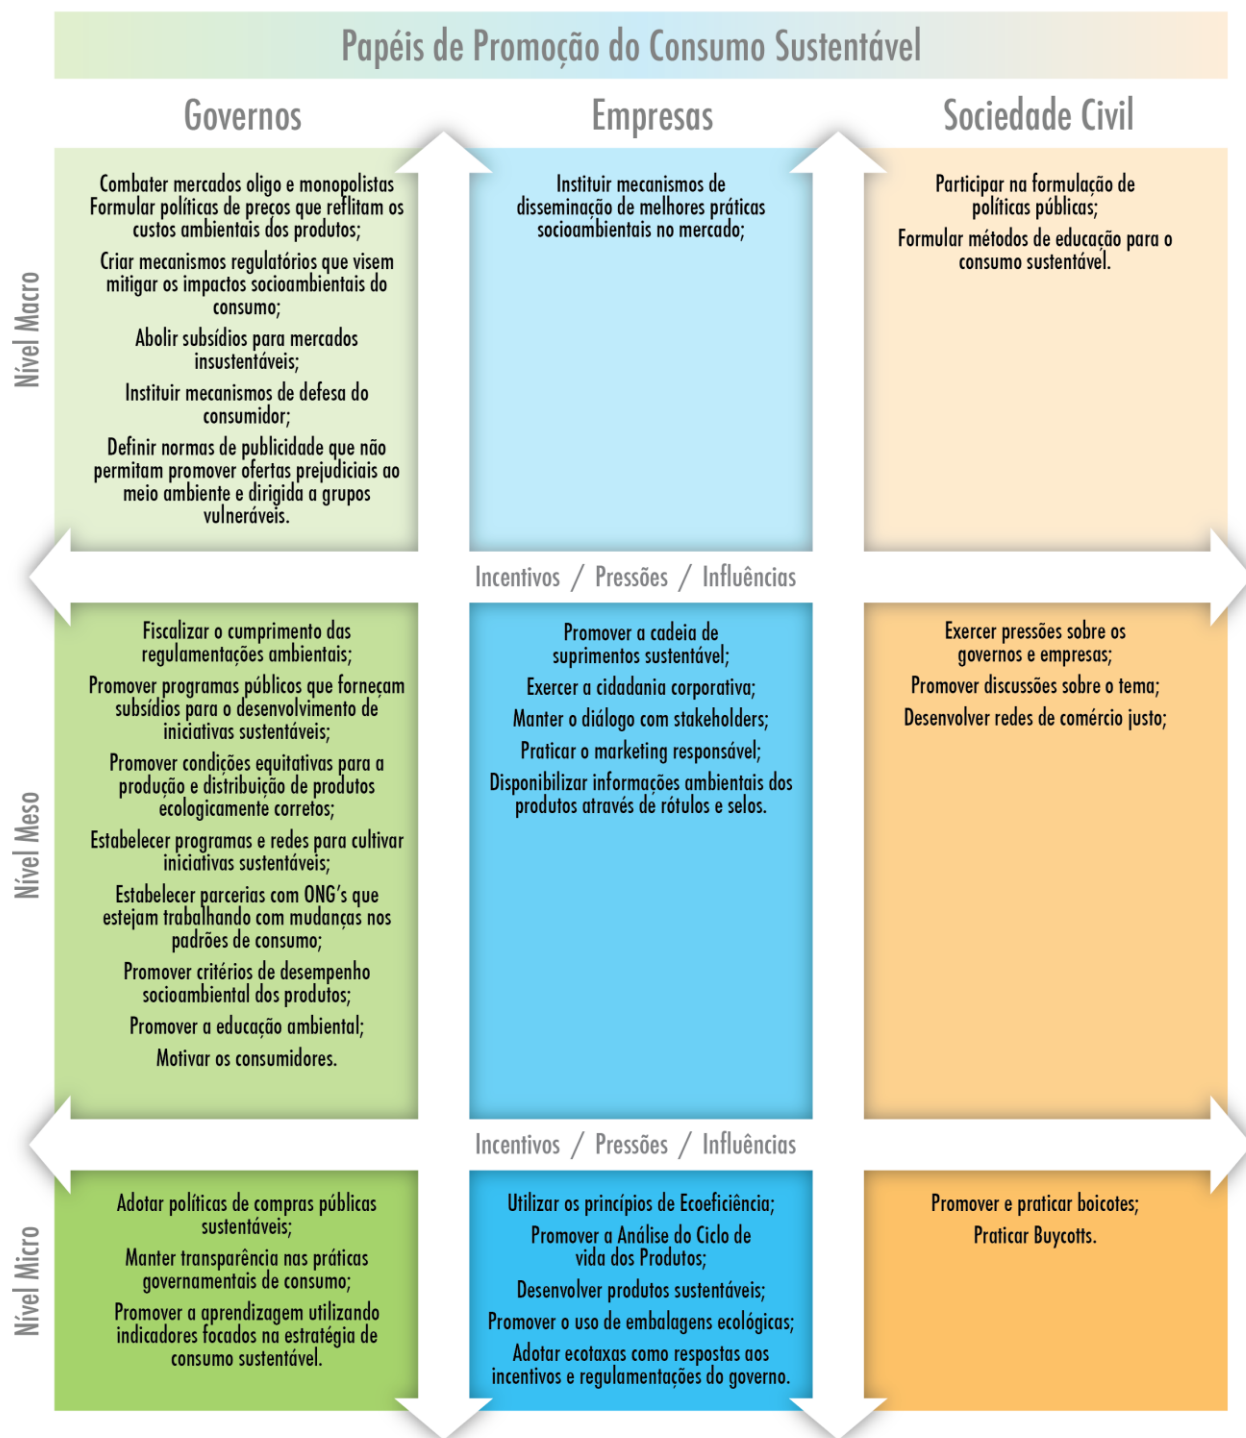 Papéis de Promoção do Consumo Sustentável
Governos
Empresas
Sociedade Civil
Nível Macro
Combater mercados oligo e monopolistas
Formular políticas de preços que reflitam os
custos ambientais dos produtos;
Criar mecanismos regulatórios que visem
mitigar os impactos socioambientais do
consumo;
Abolir subsídios para mercados
insustentáveis;
Instituir mecanismos de defesa do
consumidor;
Definir normas de publicidade que não
permitam promover ofertas prejudiciais ao
meio ambiente e dirigida a grupos
vulneráveis.
Instituir mecanismos de
disseminação de melhores práticas
socioambientais no mercado;
Participar na formulação de
políticas públicas;
Formular métodos de educação para o
consumo sustentável.
Incentivos / Pressões / Influências
Nível Meso
Fiscalizar o cumprimento das
regulamentações ambientais;
Promover programas públicos que forneçam
subsídios para o desenvolvimento de
iniciativas sustentáveis;
Promover condições equitativas para a
produção e distribuição de produtos
ecologicamente corretos;
Estabelecer programas e redes para cultivar
iniciativas sustentáveis;
Estabelecer parcerias com ONG's que
estejam trabalhando com mudanças nos
padrões de consumo;
Promover critérios de desempenho
socioambiental dos produtos;
Promover a educação ambiental;
Motivar os consumidores.
Promover a cadeia de
suprimentos sustentável;
Exercer a cidadania corporativa;
Manter o diálogo com stakeholders;
Praticar o marketing responsável;
Disponibilizar informações ambientais dos
produtos através de rótulos e selos.
Exercer pressões sobre os
governos e empresas;
Promover discussões sobre o tema;
Desenvolver redes de comércio justo;
Incentivos / Pressões / Influências
Nível Micro
Adotar políticas de compras públicas
sustentáveis;
Manter transparência nas práticas
governamentais de consumo;
Promover a aprendizagem utilizando
indicadores focados na estratégia de
consumo sustentável.
Utilizar os princípios de Ecoeficiência;
Promover a Análise do Ciclo de
vida dos Produtos;
Desenvolver produtos sustentáveis;
Promover o uso de embalagens ecológicas;
Adotar ecotaxas como respostas aos
incentivos e regulamentações do governo.
Promover e praticar boicotes;
Praticar Buycotts.